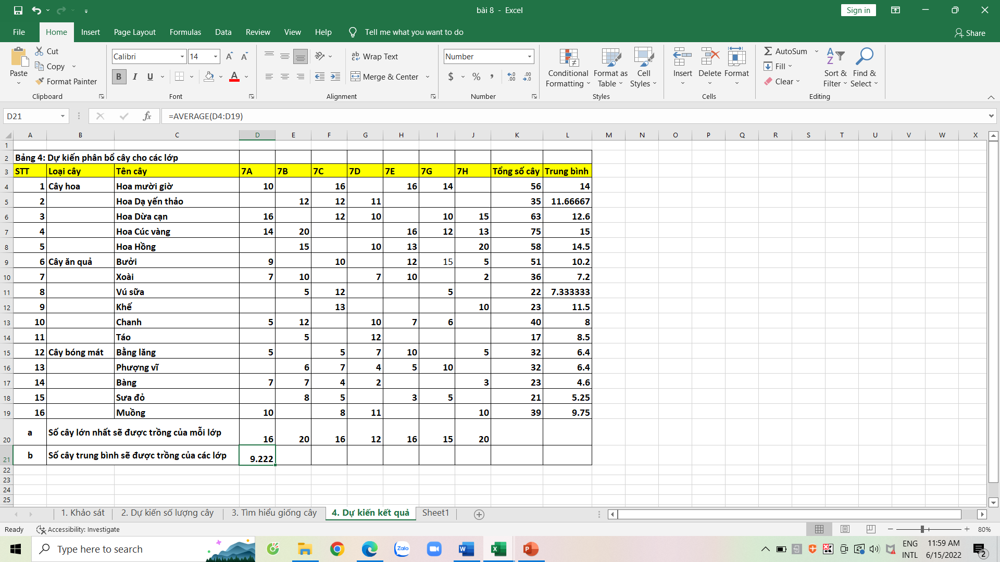 bài 8 - Excel
Sign in
File Home Insert Page Layout Formulas Data Review View Help Tell me what you want to do Share
Paste
Cut
Copy
Format Painter
Clipboard
Calibri 14
B I U
Font
Wrap Text
Merge & Center
Alignment
Number
$ % ,
Number
Conditional Formatting
Format as Table
Cell Styles
Styles
Insert Delete Format
Cells
AutoSum
Fill
Clear
Sort & Filter
Find & Select
Editing
D21 fx =AVERAGE(D4:D19)
A B C D E F G H I J K L M N O P Q R S T U V W X
1
2 Bảng 4: Dự kiến phân bổ cây cho các lớp
3 STT Loại cây Tên cây 7A 7B 7C 7D 7E 7G 7H Tổng số cây Trung bình
4 1 Cây hoa Hoa mười giờ 10 16 16 14 56 14
5 2 Hoa Dạ yến thảo 12 12 11 35 11.66667
6 3 Hoa Dừa cạn 16 12 10 10 15 63 12.6
7 4 Hoa Cúc vàng 14 20 16 12 13 75 15
8 5 Hoa Hồng 15 10 13 20 58 14.5
9 6 Cây ăn quả Bưởi 9 10 12 15 5 51 10.2
10 7 Xoài 7 10 7 10 2 36 7.2
11 8 Vú sữa 5 12 5 22 7.333333
12 9 Khế 13 10 23 11.5
13 10 Chanh 5 12 10 7 6 40 8
14 11 Táo 5 12 17 8.5
15 12 Cây bóng mát Bằng lăng 5 5 7 10 5 32 6.4
16 13 Phượng vĩ 6 7 4 5 10 32 6.4
17 14 Bàng 7 7 4 2 3 23 4.6
18 15 Sưa đỏ 8 5 3 5 21 5.25
19 16 Muồng 10 8 11 10 39 9.75
20 a Số cây lớn nhất sẽ được trồng của mỗi lớp 16 20 16 12 16 15 20
21 b Số cây trung bình sẽ được trồng của các lớp 9.222
22
23
24
25
1. Khảo sát 2. Dự kiến số lượng cây 3. Tìm hiểu giống cây 4. Dự kiến kết quả Sheet1
Ready Accessibility: Investigate 80%
Type here to search
Zalo
ENG 11:59 AM
INTL 6/15/2022
2